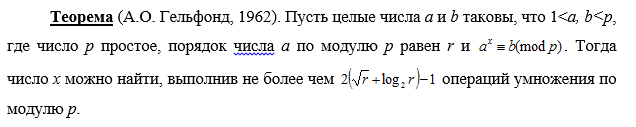 Теорема (А.О. Гельфонд, 1962). Пусть целые числа a и b таковы, что 1<a, b<p,
где число p простое, порядок числа a по модулю p равен r и a^x ≡ b(mod p). Тогда
число x можно найти, выполнив не более чем 2(√r + log₂ r)−1 операций умножения по
модулю p.